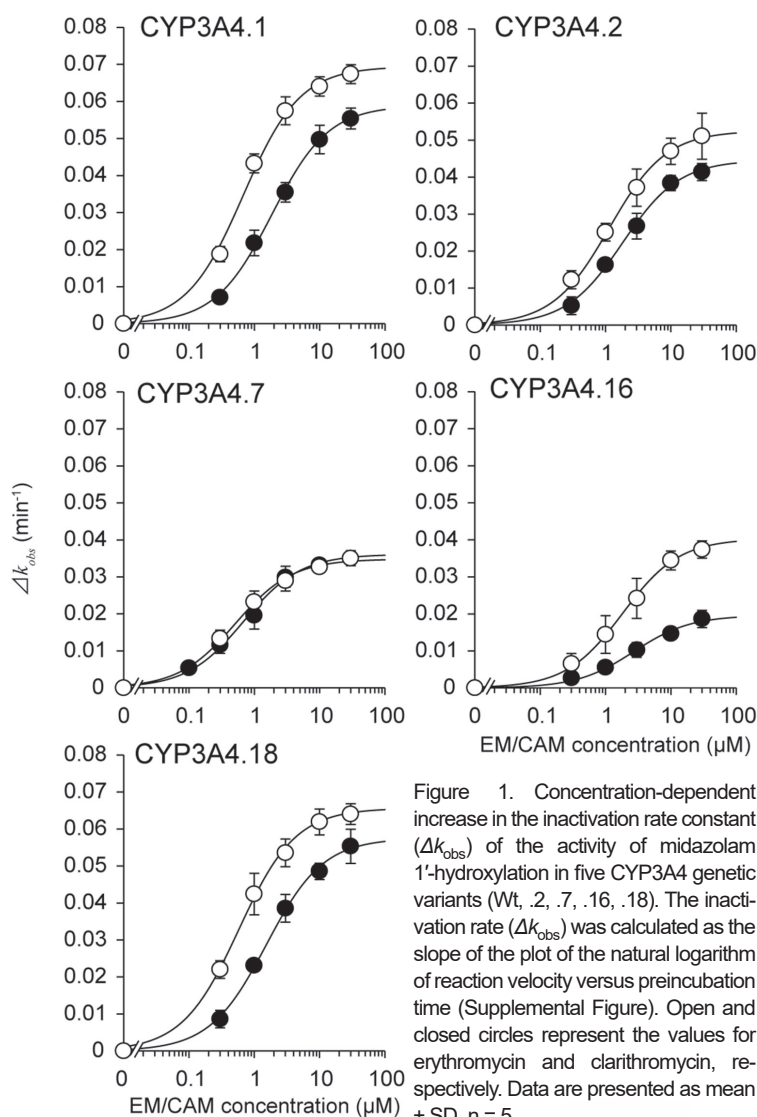 CYP3A4.1
0.08
0.07
0.06
0.05
0.04
0.03
0.02
0.01
0
0 0.1 1 10 100
CYP3A4.2
0.08
0.07
0.06
0.05
0.04
0.03
0.02
0.01
0
0 0.1 1 10 100
CYP3A4.7
0.08
0.07
0.06
0.05
0.04
0.03
0.02
0.01
0
0 0.1 1 10 100
CYP3A4.16
0.08
0.07
0.06
0.05
0.04
0.03
0.02
0.01
0
0 0.1 1 10 100
EM/CAM concentration (μM)
Δk_obs (min⁻¹)
CYP3A4.18
0.08
0.07
0.06
0.05
0.04
0.03
0.02
0.01
0
0 0.1 1 10 100
EM/CAM concentration (μM)
Figure 1. Concentration-dependent
increase in the inactivation rate constant
(Δk_obs) of the activity of midazolam
1′-hydroxylation in five CYP3A4 genetic
variants (Wt, .2, .7, .16, .18). The inacti-
vation rate (Δk_obs) was calculated as the
slope of the plot of the natural logarithm
of reaction velocity versus preincubation
time (Supplemental Figure). Open and
closed circles represent the values for
erythromycin and clarithromycin, re-
spectively. Data are presented as mean
± SD, n = 5